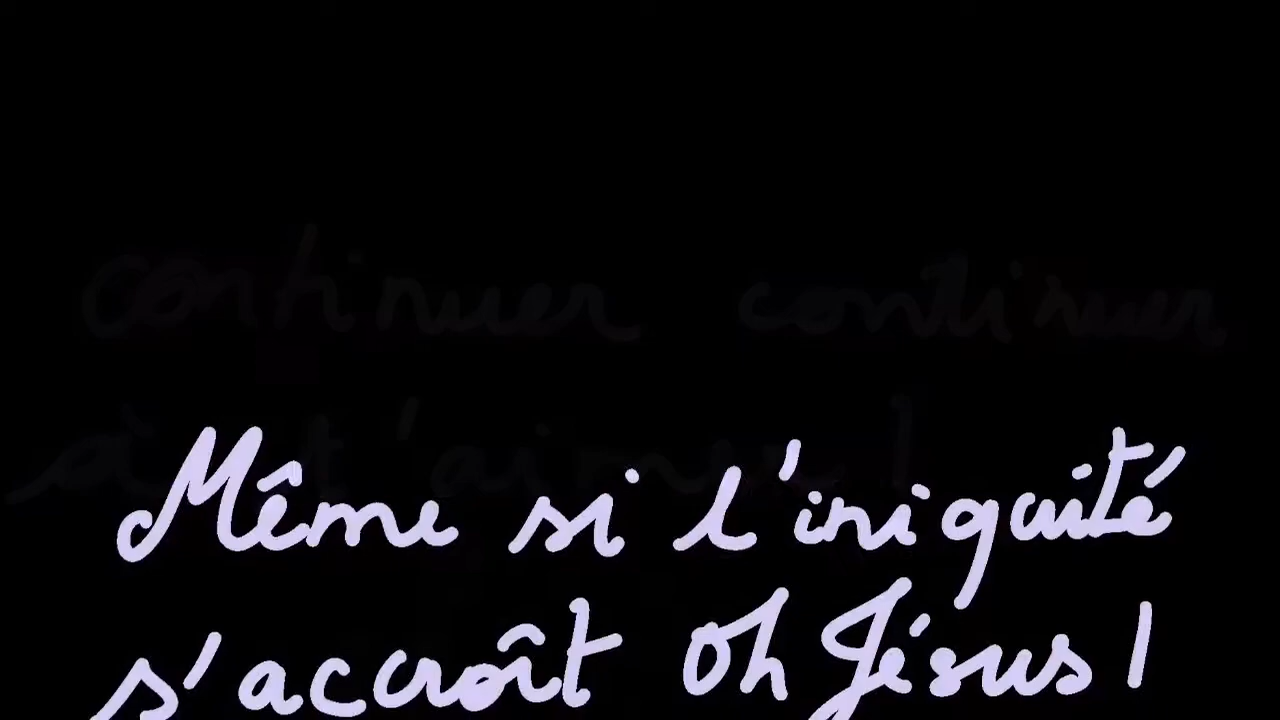 continuer continuer
à t'aimer !
Même si l'iniquité
s'accroît Oh Jésus !